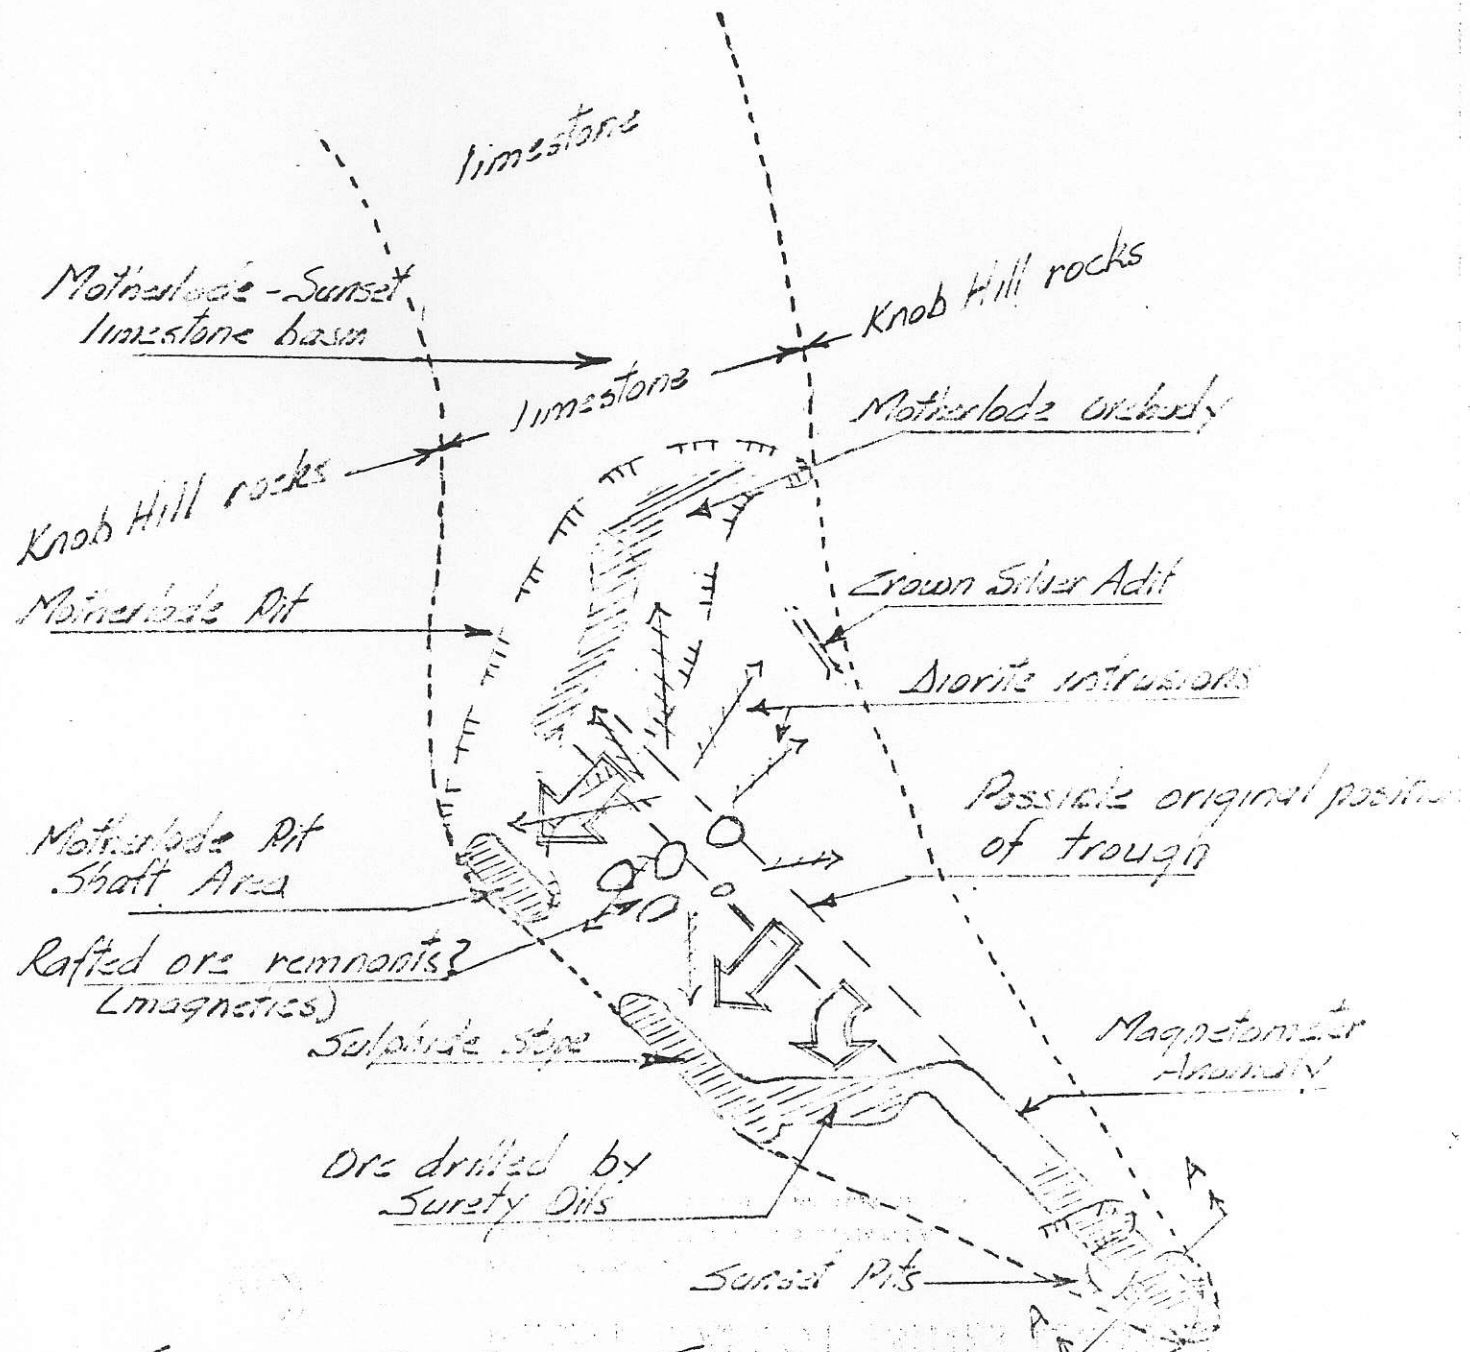 limestone
Motherlode-Sunset
limestone basin
Knob Hill rocks
limestone
Motherlode orebody
Knob Hill rocks
Motherlode Pit
Crown Silver Adit
Diorite intrusions
Possible original position
of trough
Motherlode Pit
Shaft Area
Rafted ore remnants?
(magnetics)
Sulphide Stope
Magnetometer
Anomaly
Ore drilled by
Surety Oils
A
Sunset Pits
A